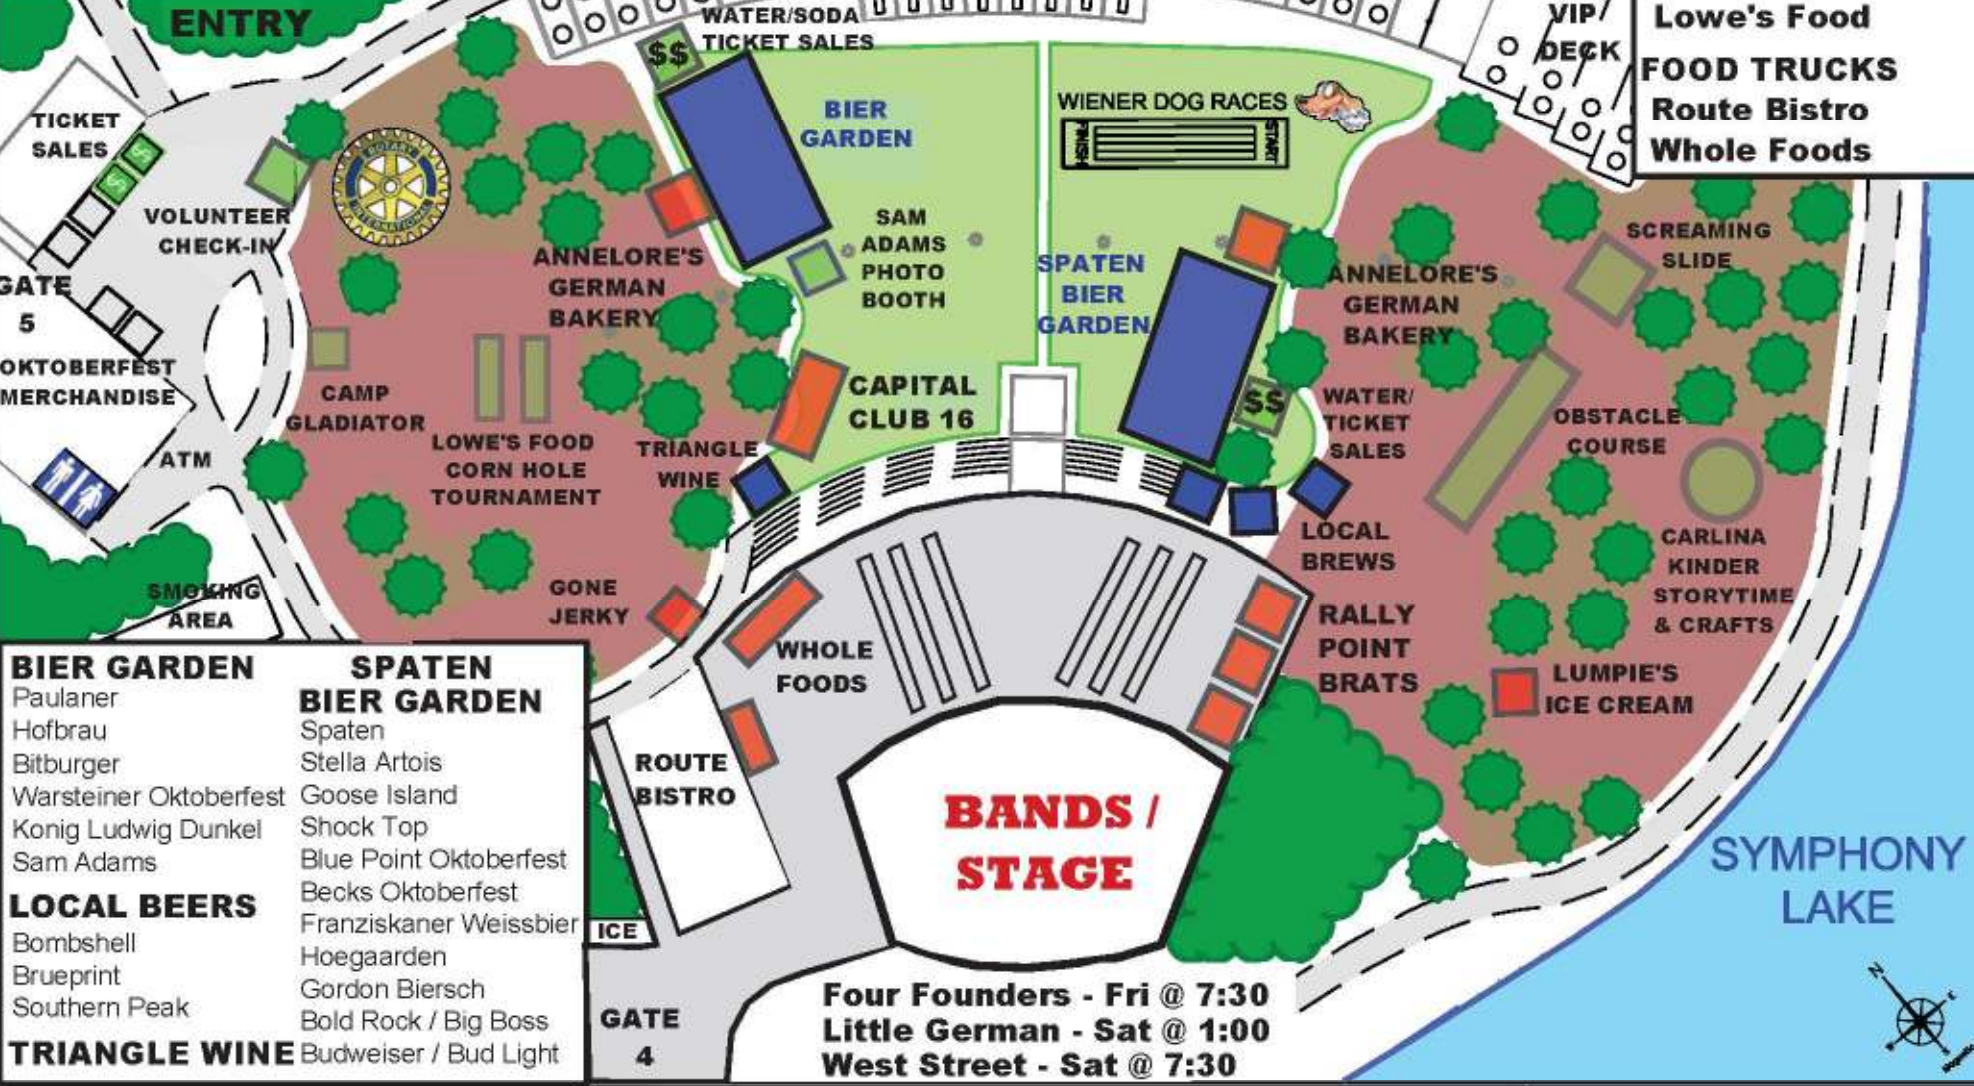 ENTRY
WATER/SODA
TICKET SALES
$$
VIP/
DECK
Lowe's Food
FOOD TRUCKS
Route Bistro
Whole Foods
TICKET
SALES
$
$
VOLUNTEER
CHECK-IN
ROTARY
INTERNATIONAL
BIER
GARDEN
WIENER DOG RACES
FINISH
START
SAM
ADAMS
PHOTO
BOOTH
ANNELORE'S
GERMAN
BAKERY
SPATEN
BIER
GARDEN
ANNELORE'S
GERMAN
BAKERY
SCREAMING
SLIDE
GATE
5
OKTOBERFEST
MERCHANDISE
ATM
CAMP
GLADIATOR
LOWE'S FOOD
CORN HOLE
TOURNAMENT
TRIANGLE
WINE
CAPITAL
CLUB 16
$$
WATER/
TICKET
SALES
OBSTACLE
COURSE
LOCAL
BREWS
CARLINA
KINDER
STORYTIME
& CRAFTS
SMOKING
AREA
GONE
JERKY
WHOLE
FOODS
RALLY
POINT
BRATS
LUMPIE'S
ICE CREAM
ROUTE
BISTRO
BANDS /
STAGE
SYMPHONY
LAKE
BIER GARDEN
Paulaner
Hofbrau
Bitburger
Warsteiner Oktoberfest
Konig Ludwig Dunkel
Sam Adams
LOCAL BEERS
Bombshell
Brueprint
Southern Peak
TRIANGLE WINE
SPATEN
BIER GARDEN
Spaten
Stella Artois
Goose Island
Shock Top
Blue Point Oktoberfest
Becks Oktoberfest
Franziskaner Weissbier
Hoegaarden
Gordon Biersch
Bold Rock / Big Boss
Budweiser / Bud Light
ICE
GATE
4
Four Founders - Fri @ 7:30
Little German - Sat @ 1:00
West Street - Sat @ 7:30
N